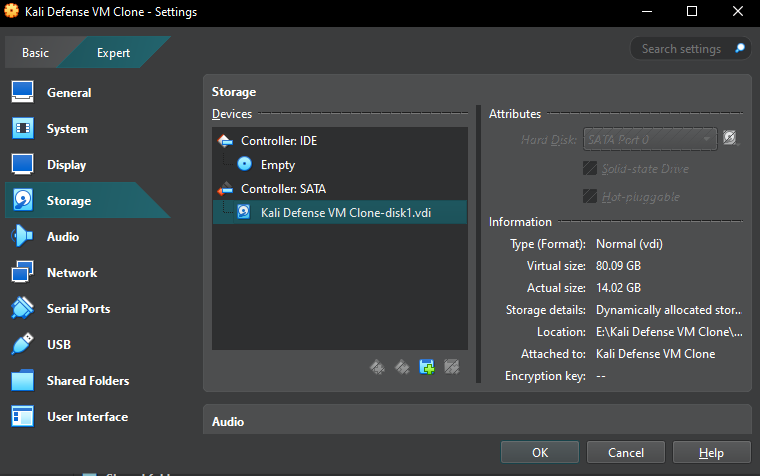 Kali Defense VM Clone - Settings
Basic Expert
Search settings
General
System
Display
Storage
Audio
Network
Serial Ports
USB
Shared Folders
User Interface
Storage
Devices
Controller: IDE
Empty
Controller: SATA
Kali Defense VM Clone-disk1.vdi
Attributes
Hard Disk: SATA Port 0
Solid-state Drive
Hot-pluggable
Information
Type (Format): Normal (vdi)
Virtual size: 80.09 GB
Actual size: 14.02 GB
Storage details: Dynamically allocated stor...
Location: E:\Kali Defense VM Clone\...
Attached to: Kali Defense VM Clone
Encryption key: --
Audio
OK Cancel Help